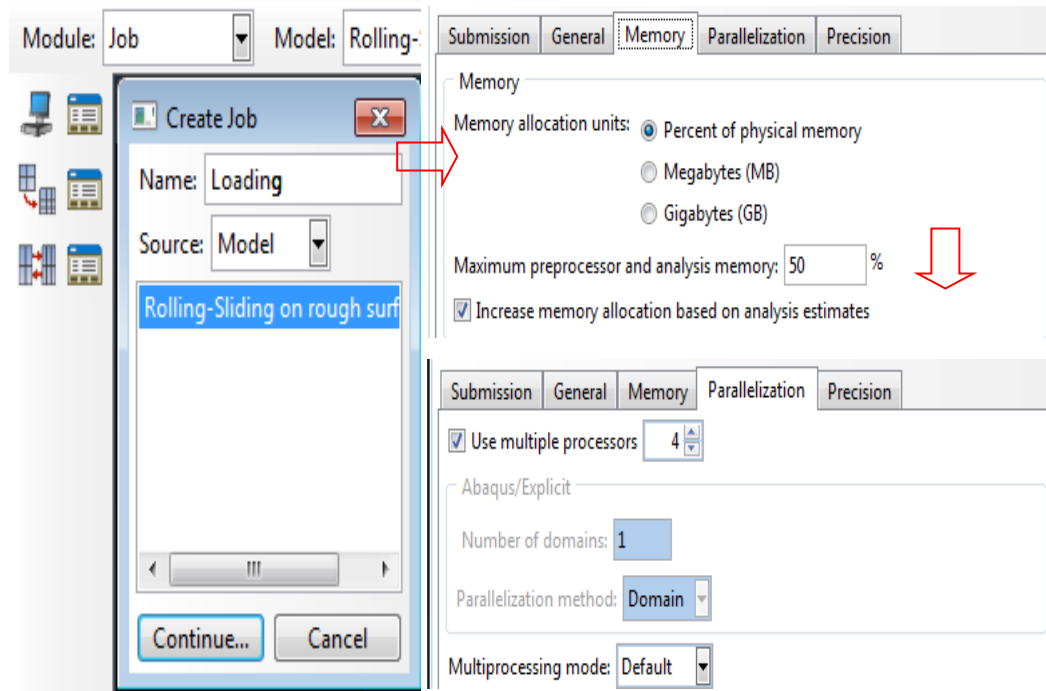 Module: Job Model: Rolling-
Create Job
Name: Loading
Source: Model
Rolling-Sliding on rough surf
Continue... Cancel
Submission General Memory Parallelization Precision
Memory
Memory allocation units: Percent of physical memory
Megabytes (MB)
Gigabytes (GB)
Maximum preprocessor and analysis memory: 50 %
Increase memory allocation based on analysis estimates
Submission General Memory Parallelization Precision
Use multiple processors 4
Abaqus/Explicit
Number of domains: 1
Parallelization method: Domain
Multiprocessing mode: Default